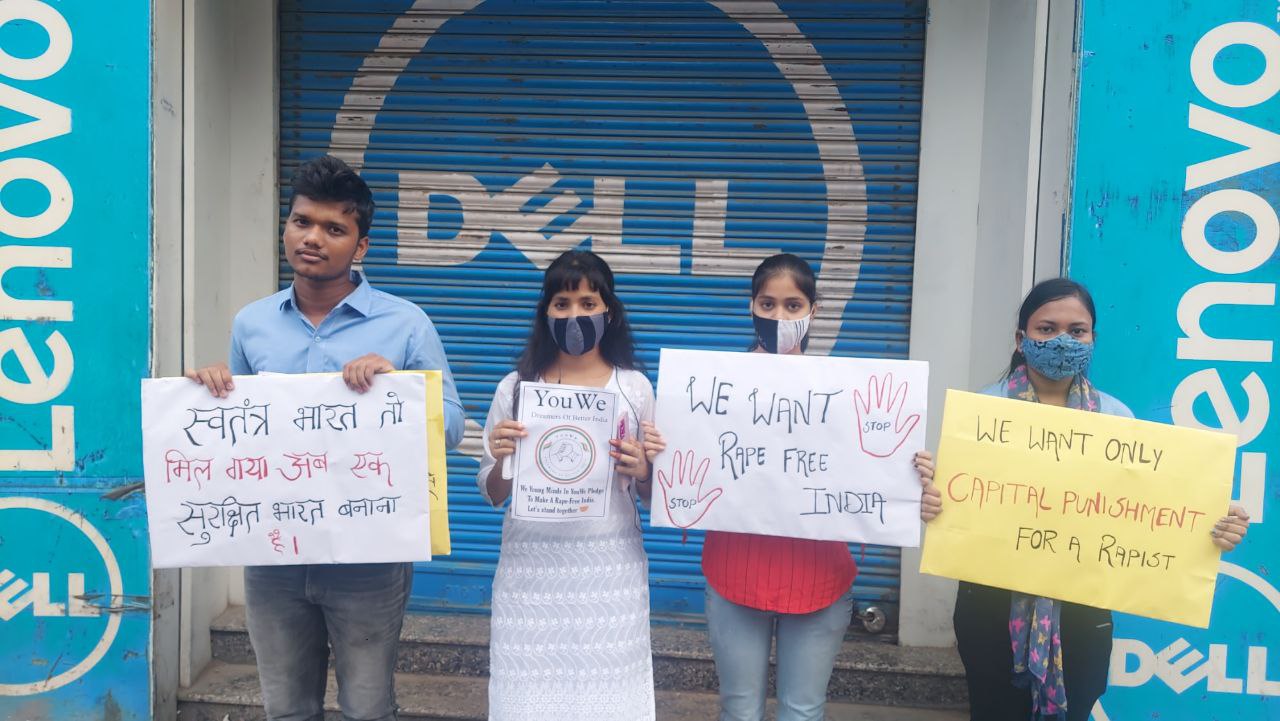 Lenovo
DELL
DELL
स्वतंत्र भारत तो
मिल गया अब एक
सुरक्षित भारत बनाना
है।
YouWe
Dreamers Of Better India
We Young Minds In YouWe Pledge
To Make A Rape-Free India.
Let's stand together
WE WANT
RAPE FREE
INDIA
STOP
STOP
WE WANT ONLY
CAPITAL PUNISHMENT
FOR A RAPIST
Lenovo
DELL